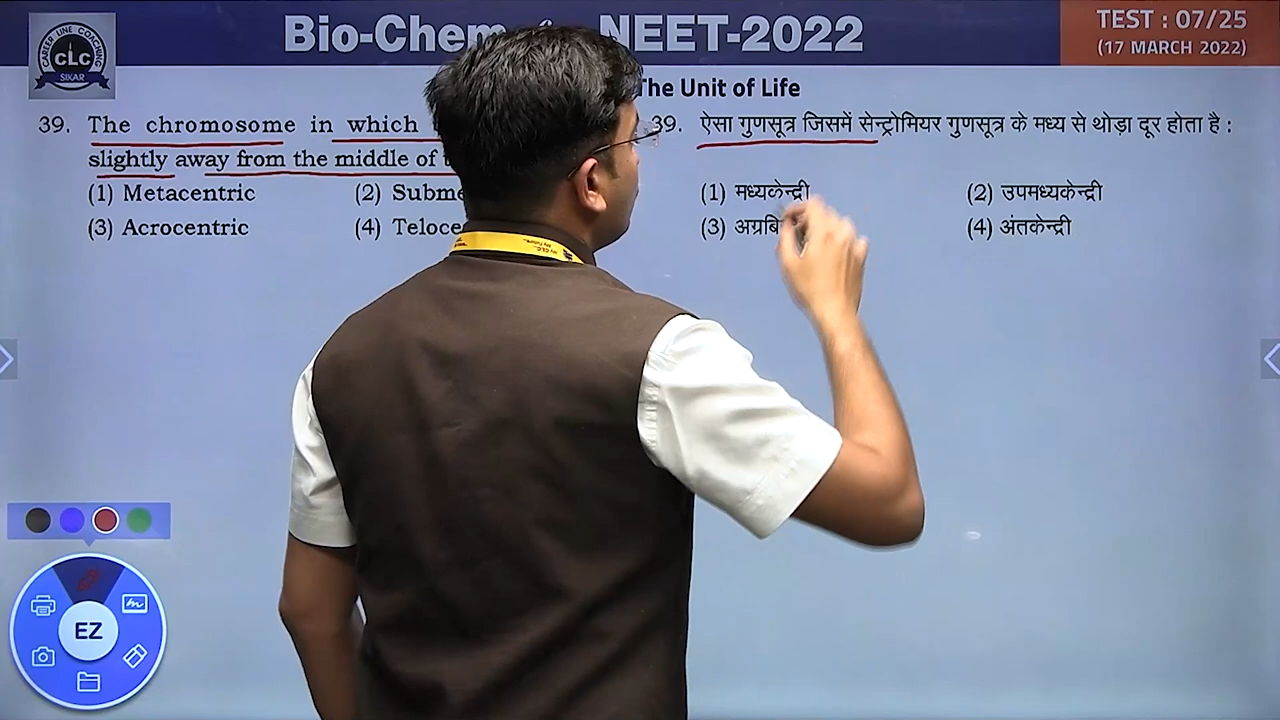 CAREER LINE COACHING
CLC
SIKAR
Bio-Chem
NEET-2022
TEST : 07/25
(17 MARCH 2022)
The Unit of Life
39. The chromosome in which
slightly away from the middle of
(1) Metacentric (2) Subme
(3) Acrocentric (4) Teloce
39. ऐसा गुणसूत्र जिसमें सेन्ट्रोमियर गुणसूत्र के मध्य से थोड़ा दूर होता है :
(1) मध्यकेन्द्री (2) उपमध्यकेन्द्री
(3) अग्रबि (4) अंतकेन्द्री
EZ